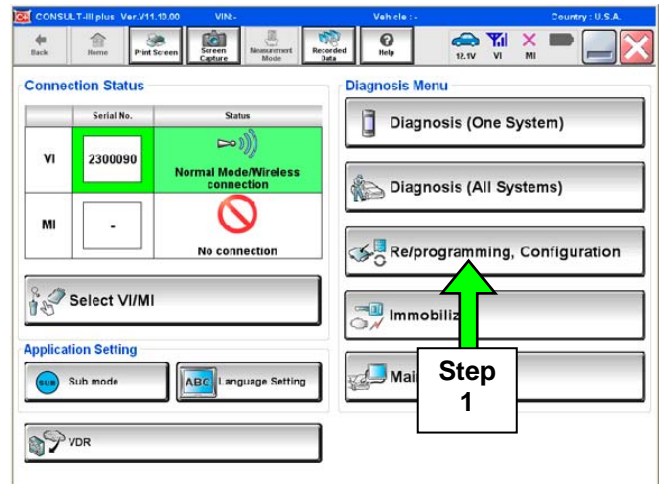 CONSULT-III plus Ver.V11.10.00 VIN:- Vehicle : - Country : U.S.A.
Back Home Print Screen Screen Capture Measurement Mode Recorded Data Help 12.1V VI MI
Connection Status
Serial No. Status
VI 2300090 Normal Mode/Wireless connection
MI - No connection
Select VI/MI
Application Setting
SUB Sub mode ABC Language Setting
VDR
Diagnosis Menu
Diagnosis (One System)
Diagnosis (All Systems)
Re/programming, Configuration
Immobiliz
Mai
Step
1